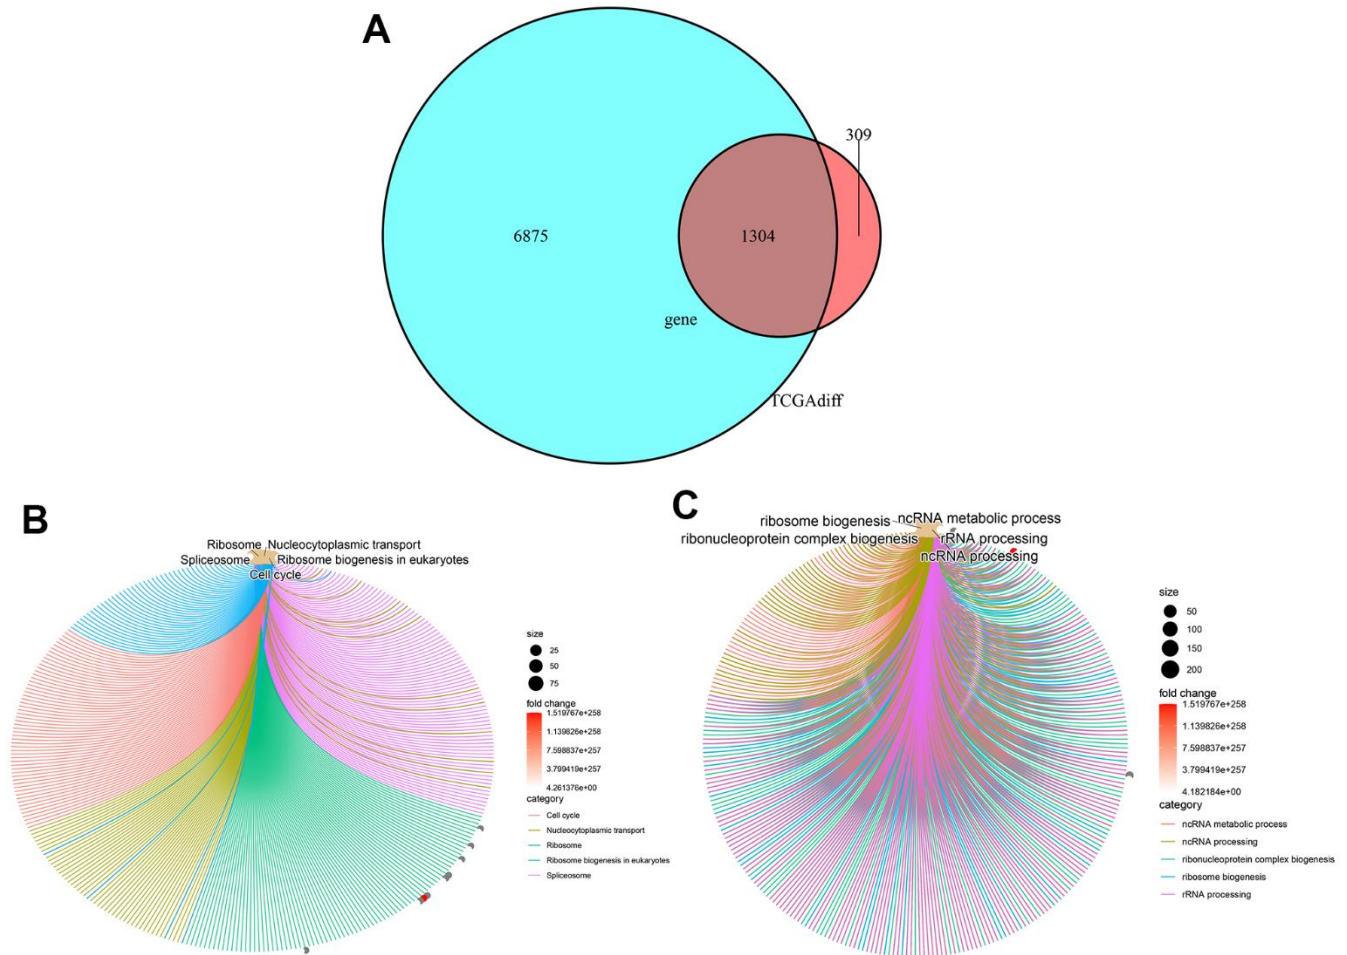 A
309
6875
1304
gene
TCGAdiff
B
Ribosome Nucleocytoplasmic transport
Spliceosome Ribosome biogenesis in eukaryotes
Cell cycle
size
25
50
75
fold change
1.519767e+258
1.139826e+258
7.598837e+257
3.799419e+257
4.261376e+00
category
Cell cycle
Nucleocytoplasmic transport
Ribosome
Ribosome biogenesis in eukaryotes
Spliceosome
C
ribosome biogenesis ncRNA metabolic process
ribonucleoprotein complex biogenesis rRNA processing
ncRNA processing
size
50
100
150
200
fold change
1.519767e+258
1.139826e+258
7.598837e+257
3.799419e+257
4.182184e+00
category
ncRNA metabolic process
ncRNA processing
ribonucleoprotein complex biogenesis
ribosome biogenesis
rRNA processing